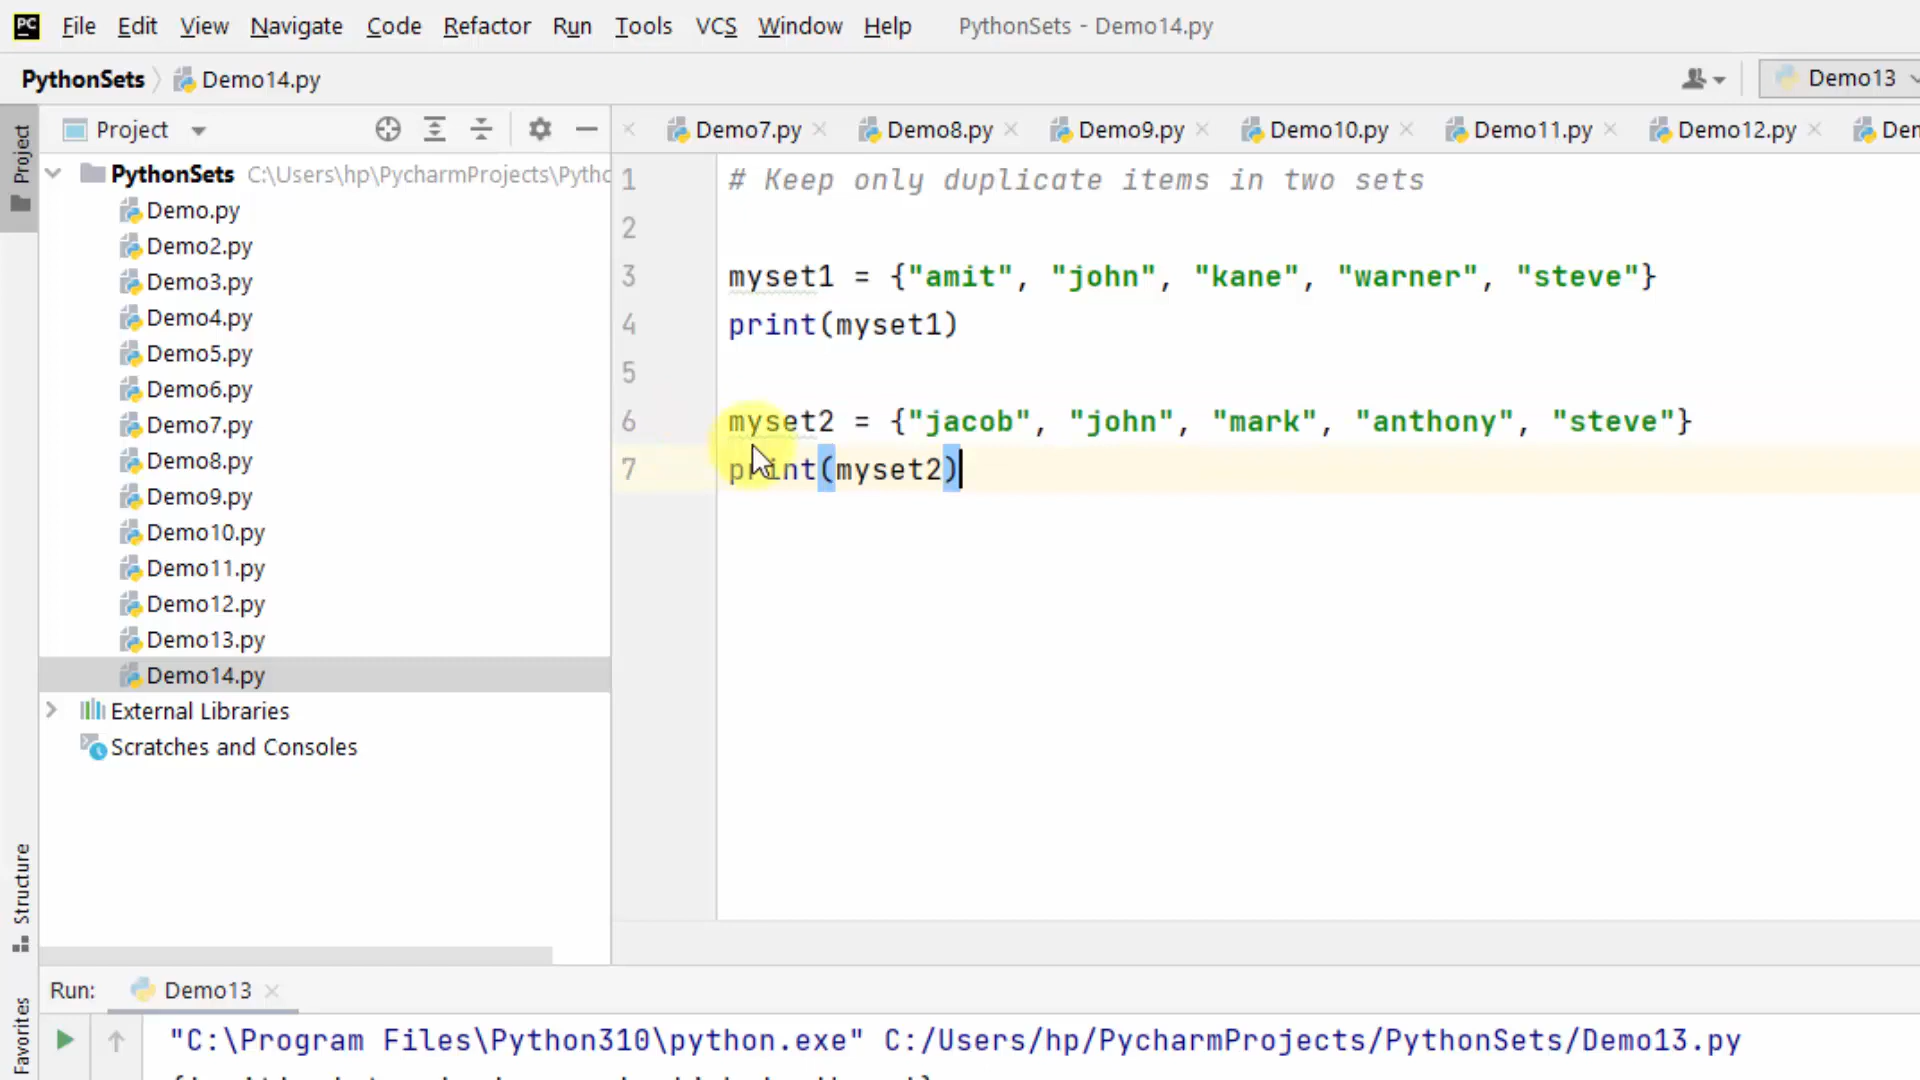 PC File Edit View Navigate Code Refactor Run Tools VCS Window Help PythonSets - Demo14.py
PythonSets Demo14.py Demo13
Project
Project
Demo7.py Demo8.py Demo9.py Demo10.py Demo11.py Demo12.py
PythonSets C:\Users\hp\PycharmProjects\Pytho
Demo.py
Demo2.py
Demo3.py
Demo4.py
Demo5.py
Demo6.py
Demo7.py
Demo8.py
Demo9.py
Demo10.py
Demo11.py
Demo12.py
Demo13.py
Demo14.py
External Libraries
Scratches and Consoles
1 # Keep only duplicate items in two sets
2
3 myset1 = {"amit", "john", "kane", "warner", "steve"}
4 print(myset1)
5
6 myset2 = {"jacob", "john", "mark", "anthony", "steve"}
7 print(myset2)
Structure
Favorites
Run: Demo13
"C:\Program Files\Python310\python.exe" C:/Users/hp/PycharmProjects/PythonSets/Demo13.py